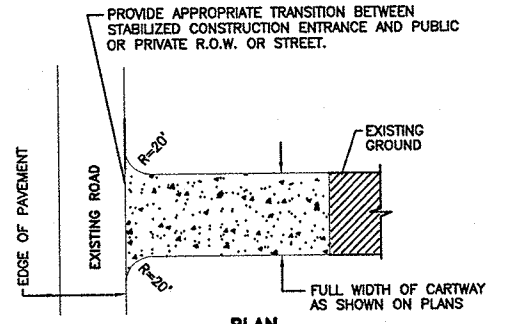 PROVIDE APPROPRIATE TRANSITION BETWEEN
STABILIZED CONSTRUCTION ENTRANCE AND PUBLIC
OR PRIVATE R.O.W. OR STREET.
R=20'
EXISTING
GROUND
EDGE OF PAVEMENT
EXISTING ROAD
R=20'
FULL WIDTH OF CARTWAY
AS SHOWN ON PLANS
PLAN